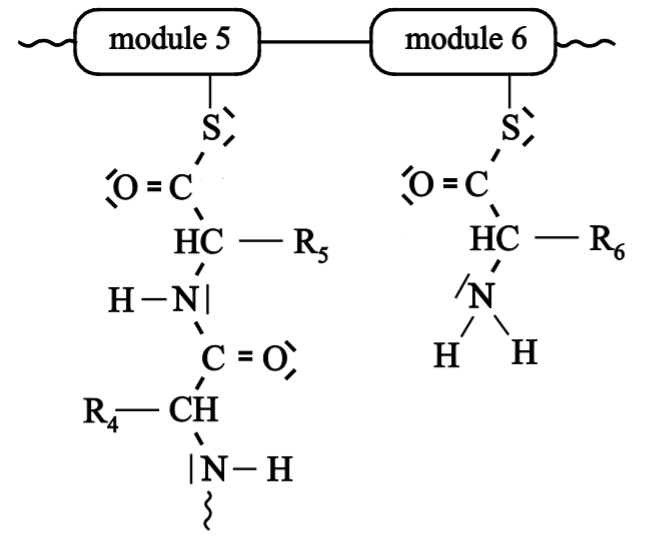 module 5 module 6
S S
O = C O = C
HC — R₅ HC — R₆
H — N N
H H
C = O
R₄ — CH
N — H